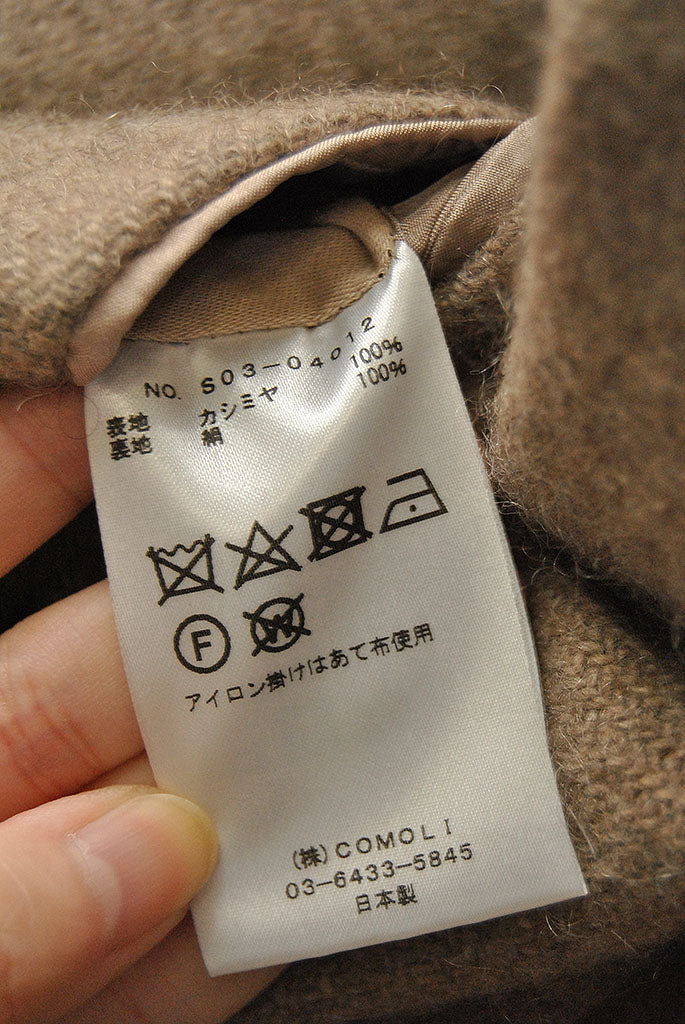 NO. S03-04012
表地 カシミヤ 100%
裏地 絹 100%
F
W
アイロン掛けはあて布使用
(株)COMOLI
03-6433-5845
日本製